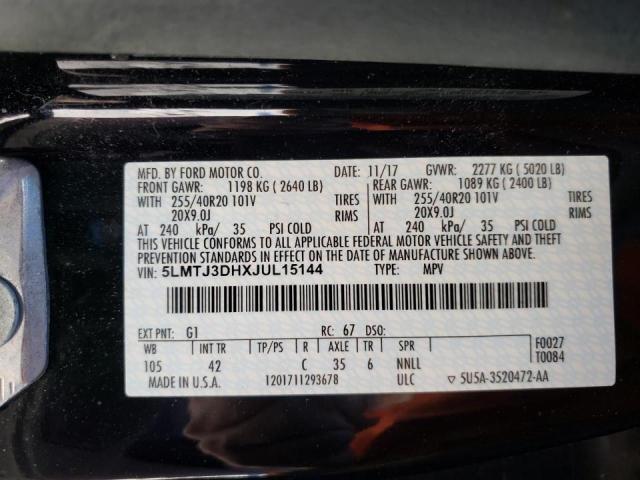 MFD. BY FORD MOTOR CO. DATE: 11/17 GVWR: 2277 KG ( 5020 LB)
FRONT GAWR: 1198 KG ( 2640 LB) REAR GAWR: 1089 KG ( 2400 LB)
WITH 255/40R20 101V TIRES WITH 255/40R20 101V TIRES
20X9.0J RIMS 20X9.0J RIMS
AT 240 kPa/ 35 PSI COLD AT 240 kPa/ 35 PSI COLD
THIS VEHICLE CONFORMS TO ALL APPLICABLE FEDERAL MOTOR VEHICLE SAFETY AND THEFT
PREVENTION STANDARDS IN EFFECT ON THE DATE OF MANUFACTURE SHOWN ABOVE.
VIN: 5LMTJ3DHXJUL15144 TYPE: MPV
EXT PNT: G1 RC: 67 DSO:
WB INT TR TP/PS R AXLE TR SPR F0027
105 42 C 35 6 NNLL T0084
MADE IN U.S.A. 1201711293678 ULC ▽ 5U5A-3520472-AA